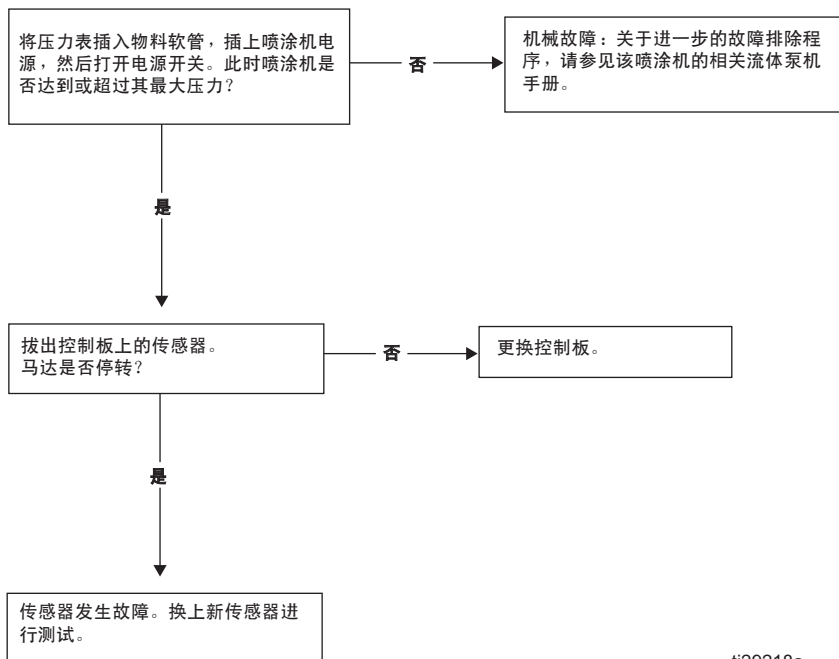 将压力表插入物料软管，插上喷涂机电
源，然后打开电源开关。此时喷涂机是
否达到或超过其最大压力？
否
机械故障：关于进一步的故障排除程
序，请参见该喷涂机的相关流体泵机
手册。
是
拔出控制板上的传感器。
马达是否停转？
否
更换控制板。
是
传感器发生故障。换上新传感器进
行测试。